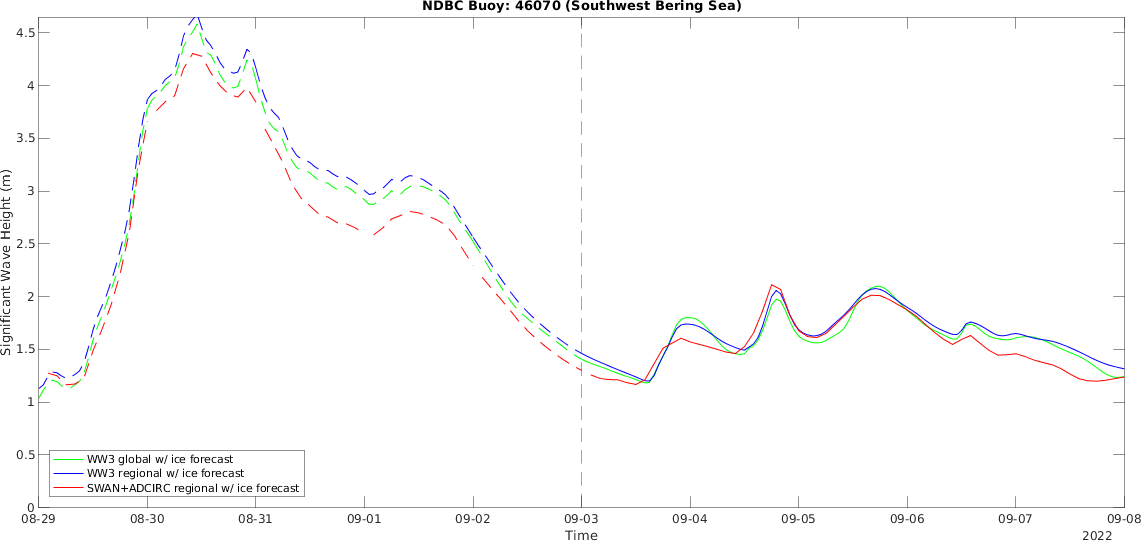 NDBC Buoy: 46070 (Southwest Bering Sea)
4.5
4
3.5
3
2.5
2
1.5
1
0.5
0
Significant Wave Height (m)
WW3 global w/ ice forecast
WW3 regional w/ ice forecast
SWAN+ADCIRC regional w/ ice forecast
08-29 08-30 08-31 09-01 09-02 09-03 09-04 09-05 09-06 09-07 09-08
Time
2022